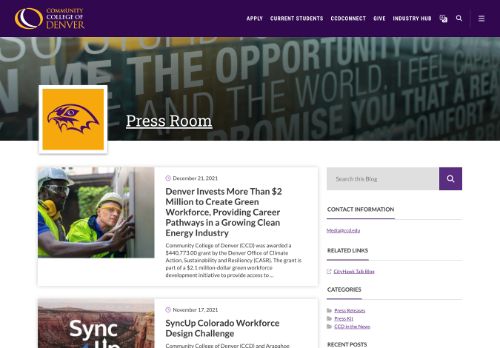 COMMUNITY
COLLEGE OF
DENVER
APPLY CURRENT STUDENTS CCDCONNECT GIVE INDUSTRY HUB
SO STUPID
ME THE OPPORTUNITY
AND THE WORLD. I FEEL
PROMISE YOU THAT A
Press Room
December 21, 2021
Denver Invests More Than $2
Million to Create Green
Workforce, Providing Career
Pathways in a Growing Clean
Energy Industry
Community College of Denver (CCD) was awarded a
$440,773.00 grant by the Denver Office of Climate
Action, Sustainability and Resiliency (CASR). The grant is
part of a $2.1 million-dollar green workforce
development initiative to provide access to ...
Sync
Up
November 17, 2021
SyncUp Colorado Workforce
Design Challenge
Community College of Denver (CCD) and Arapahoe
Search this Blog
CONTACT INFORMATION
Media@ccd.edu
RELATED LINKS
CityHawk Talk Blog
CATEGORIES
Press Releases
Press Kit
CCD in the News
RECENT POSTS